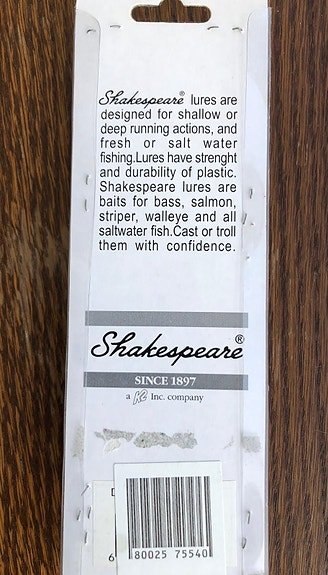 Shakespeare® lures are
designed for shallow or
deep running actions, and
fresh or salt water
fishing.Lures have strenght
and durability of plastic.
Shakespeare lures are
baits for bass, salmon,
striper, walleye and all
saltwater fish.Cast or troll
them with confidence.
Shakespeare®
SINCE 1897
a K2 Inc. company
6
80025 75540